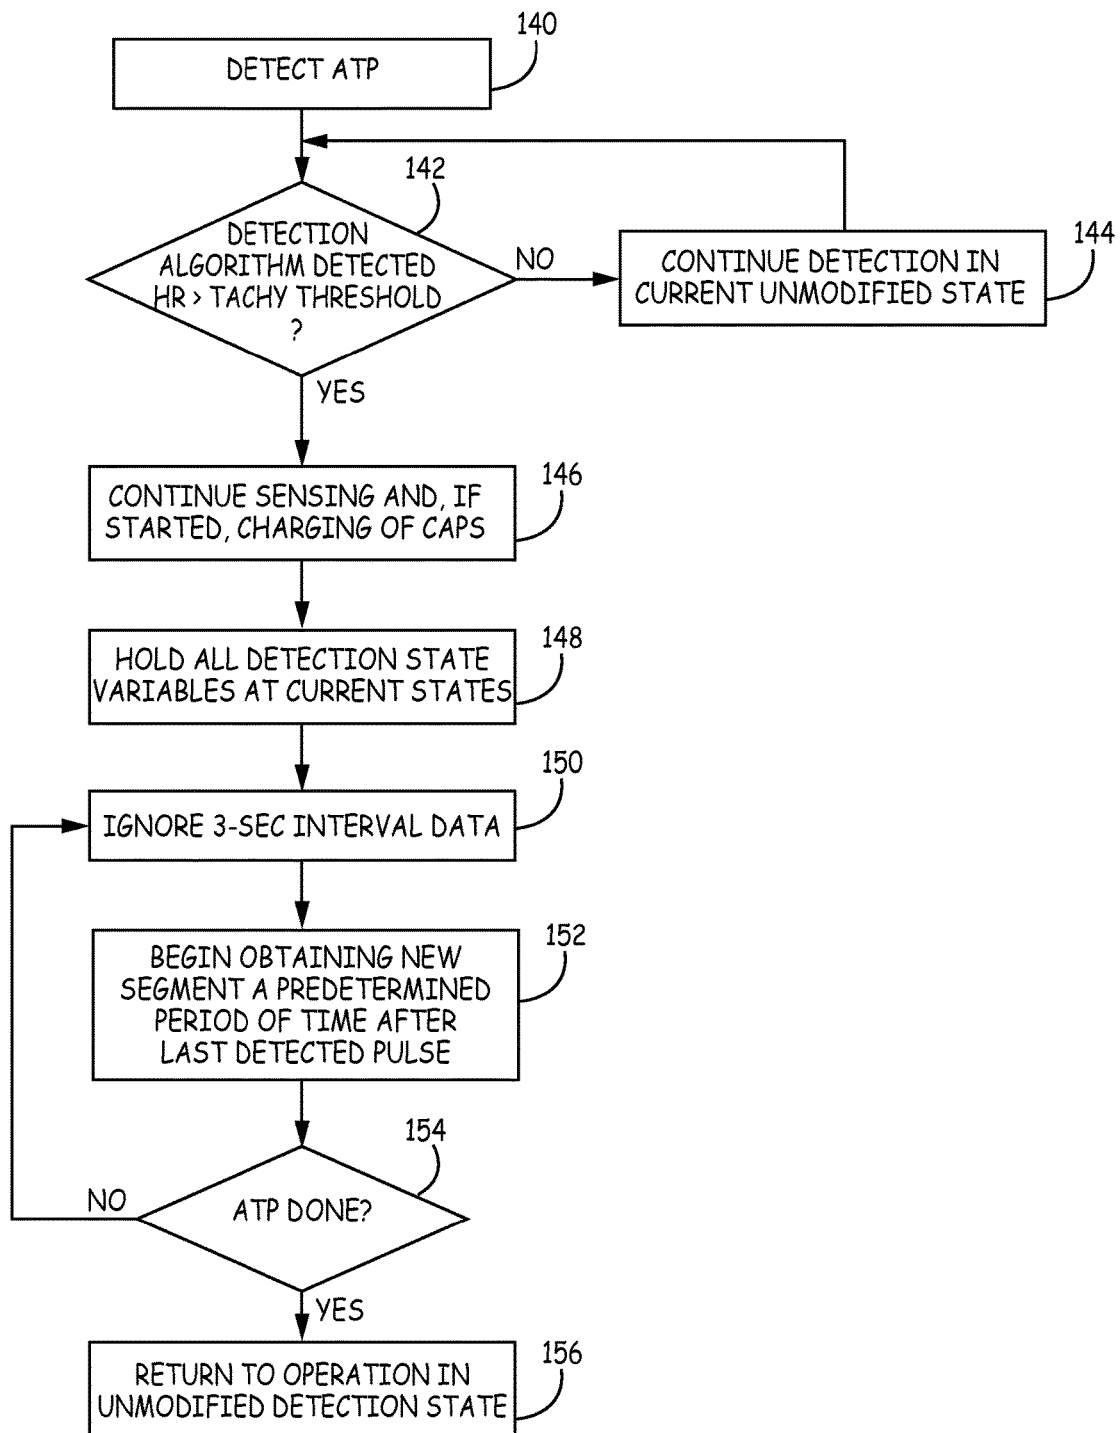 140
DETECT ATP
142
DETECTION
ALGORITHM DETECTED
HR > TACHY THRESHOLD
?
NO
144
CONTINUE DETECTION IN
CURRENT UNMODIFIED STATE
YES
146
CONTINUE SENSING AND, IF
STARTED, CHARGING OF CAPS
148
HOLD ALL DETECTION STATE
VARIABLES AT CURRENT STATES
150
IGNORE 3-SEC INTERVAL DATA
152
BEGIN OBTAINING NEW
SEGMENT A PREDETERMINED
PERIOD OF TIME AFTER
LAST DETECTED PULSE
154
NO
ATP DONE?
YES
156
RETURN TO OPERATION IN
UNMODIFIED DETECTION STATE